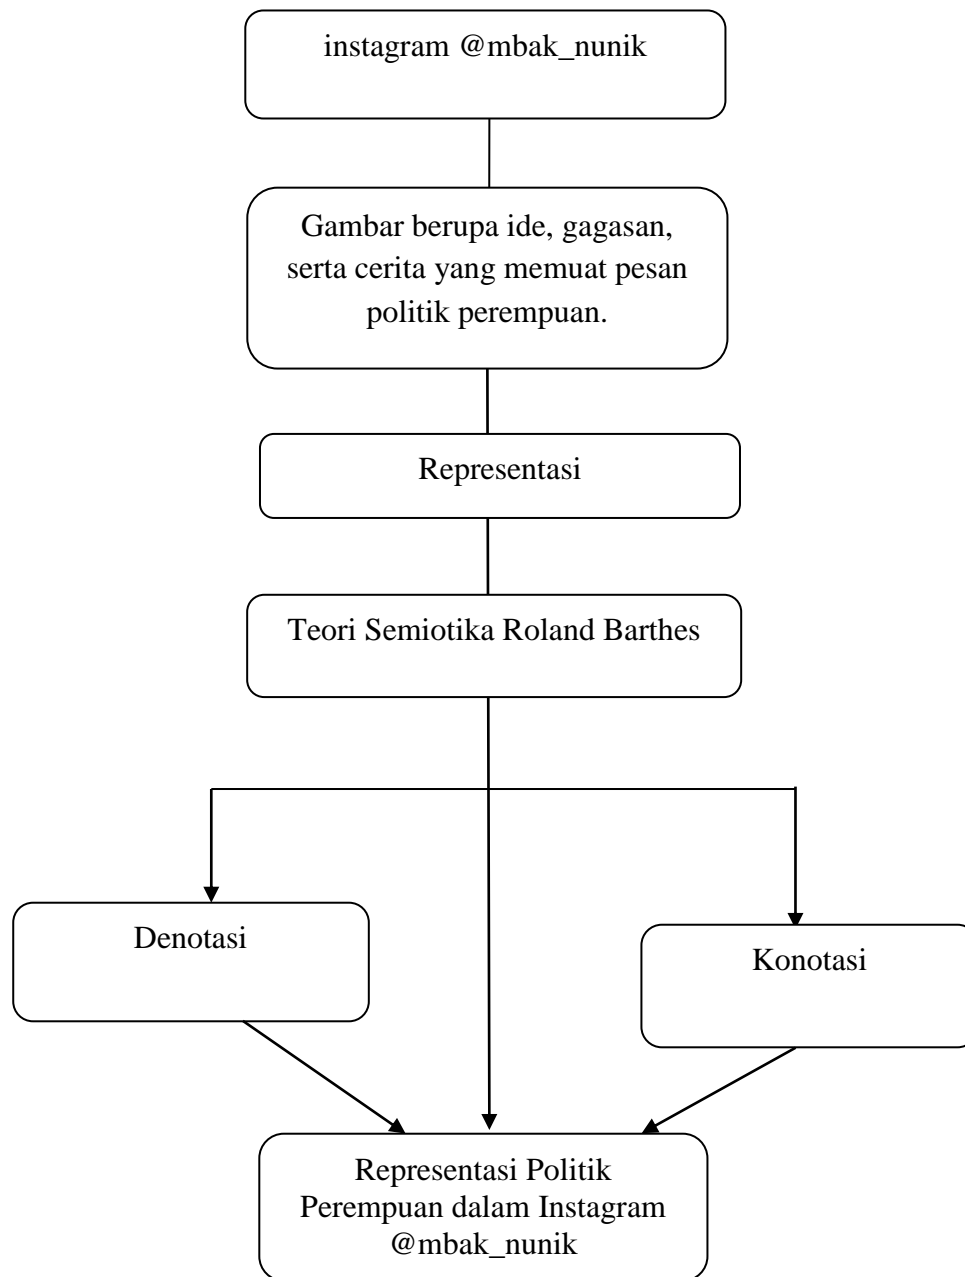 instagram @mbak_nunik
Gambar berupa ide, gagasan,
serta cerita yang memuat pesan
politik perempuan.
Representasi
Teori Semiotika Roland Barthes
Denotasi
Konotasi
Representasi Politik
Perempuan dalam Instagram
@mbak_nunik